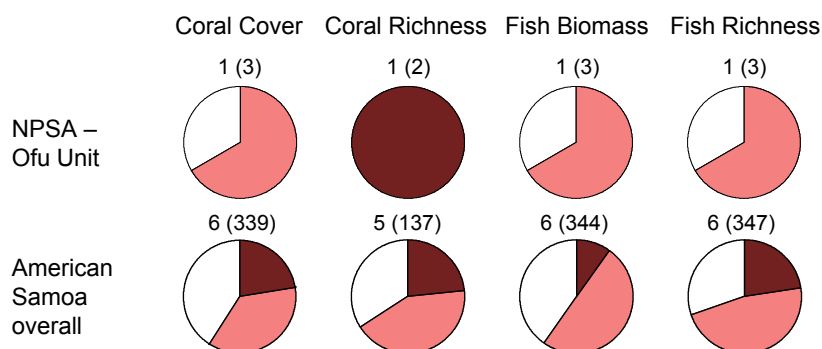 Coral Cover Coral Richness Fish Biomass Fish Richness
1 (3) 1 (2) 1 (3) 1 (3)
NPSA –
Ofu Unit
6 (339) 5 (137) 6 (344) 6 (347)
American
Samoa
overall